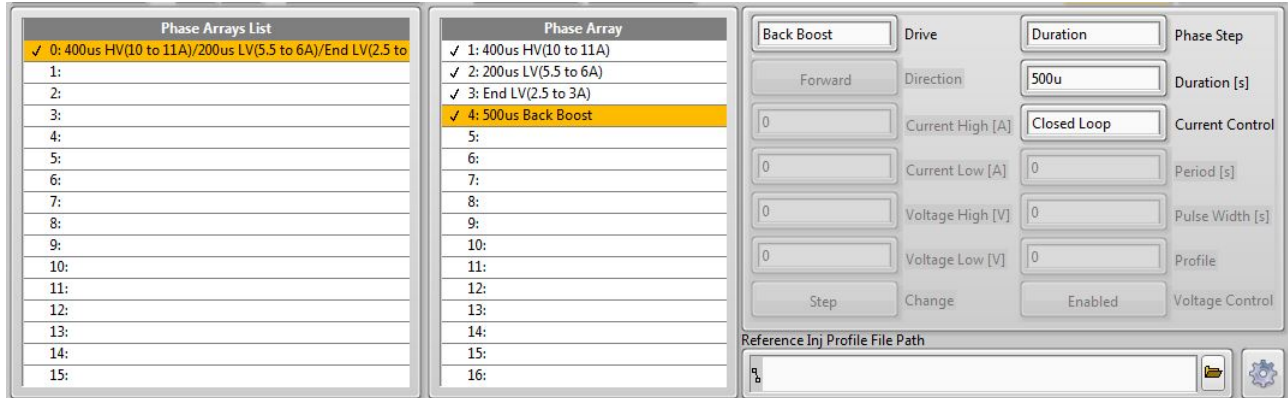 Phase Arrays List
✓ 0: 400us HV(10 to 11A)/200us LV(5.5 to 6A)/End LV(2.5 to
1:
2:
3:
4:
5:
6:
7:
8:
9:
10:
11:
12:
13:
14:
15:
Phase Array
✓ 1: 400us HV(10 to 11A)
✓ 2: 200us LV(5.5 to 6A)
✓ 3: End LV(2.5 to 3A)
✓ 4: 500us Back Boost
5:
6:
7:
8:
9:
10:
11:
12:
13:
14:
15:
16:
Back Boost Drive Duration Phase Step
Forward Direction 500u Duration [s]
0 Current High [A] Closed Loop Current Control
0 Current Low [A] 0 Period [s]
0 Voltage High [V] 0 Pulse Width [s]
0 Voltage Low [V] 0 Profile
Step Change Enabled Voltage Control
Reference Inj Profile File Path